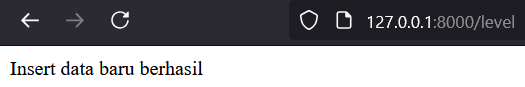 127.0.0.1:8000/level
Insert data baru berhasil